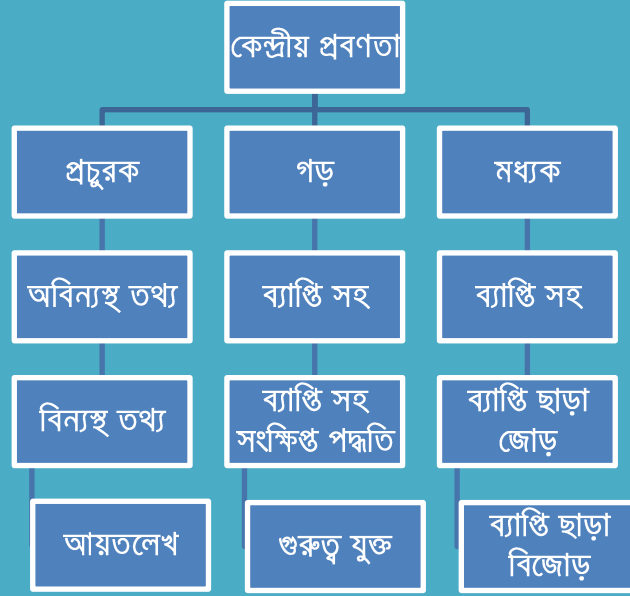 কেন্দ্রীয় প্রবণতা
প্রচুরক
গড়
মধ্যক
অবিন্যস্থ তথ্য
ব্যাপ্তি সহ
ব্যাপ্তি সহ
বিন্যস্থ তথ্য
ব্যাপ্তি সহ
সংক্ষিপ্ত পদ্ধতি
ব্যাপ্তি ছাড়া
জোড়
আয়তলেখ
গুরুত্ব যুক্ত
ব্যাপ্তি ছাড়া
বিজোড়